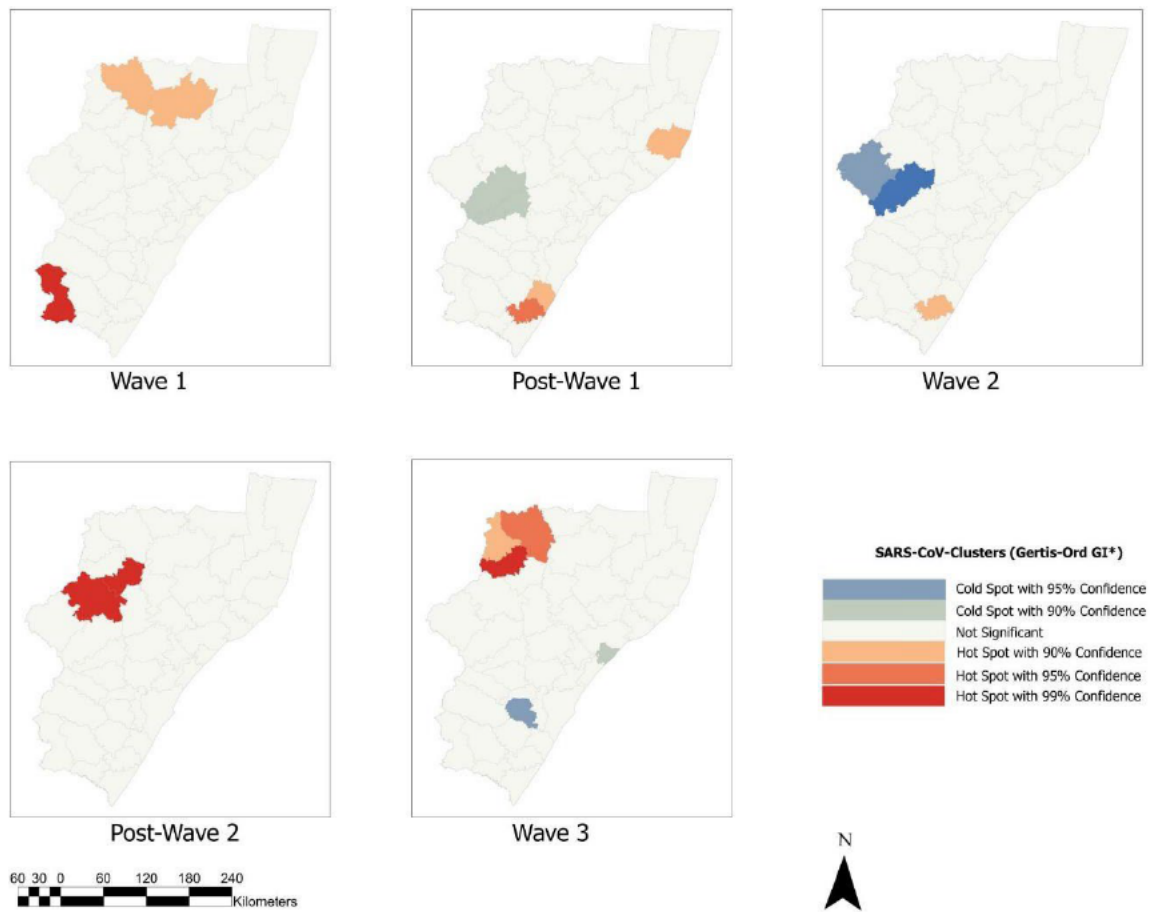 Wave 1
Post-Wave 1
Wave 2
Post-Wave 2
Wave 3
SARS-CoV-Clusters (Gertis-Ord GI*)
Cold Spot with 95% Confidence
Cold Spot with 90% Confidence
Not Significant
Hot Spot with 90% Confidence
Hot Spot with 95% Confidence
Hot Spot with 99% Confidence
60 30 0 60 120 180 240
Kilometers
N